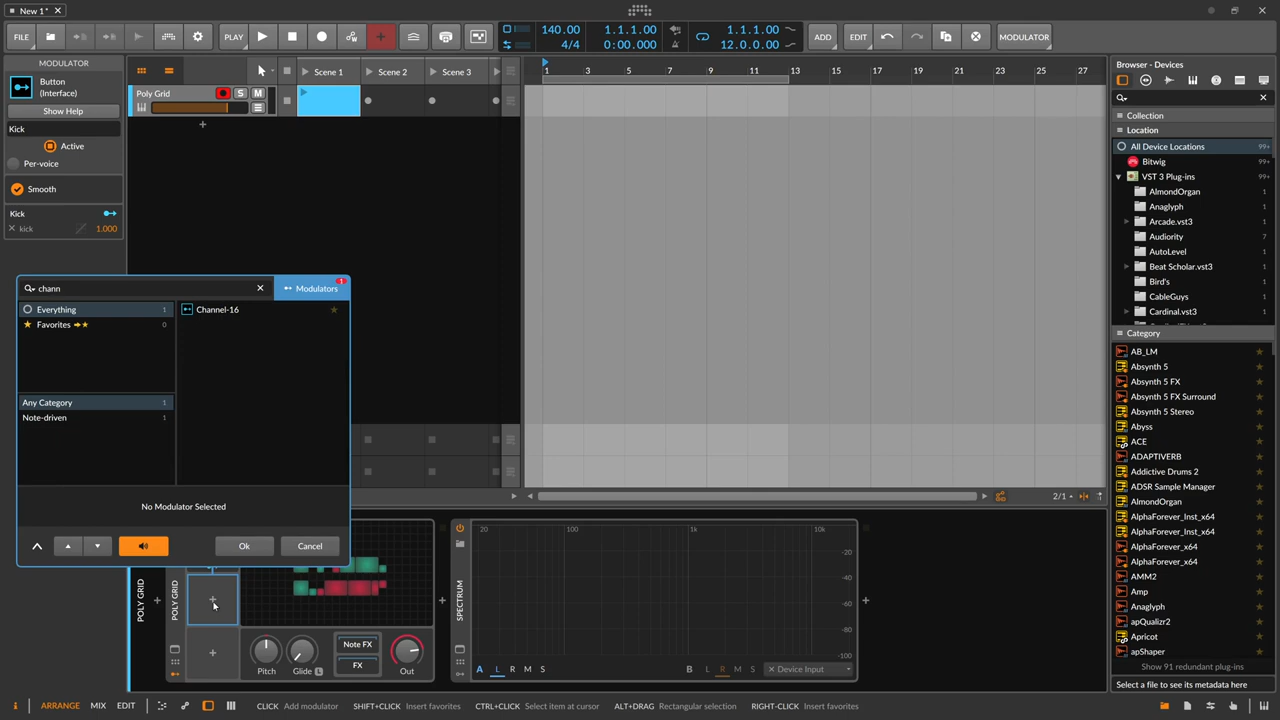 New 1*
FILE
PLAY
140.00
4/4
1.1.1.00
0:00.000
1.1.1.00
12.0.0.00
ADD
EDIT
MODULATOR
MODULATOR
Button
(Interface)
Show Help
Kick
Active
Per-voice
Smooth
Kick
kick
1.000
Scene 1
Scene 2
Scene 3
Poly Grid
S
M
1
3
5
7
9
11
13
15
17
19
21
23
25
27
2/1
chann
Modulators
1
Everything
1
Favorites
0
Any Category
1
Note-driven
1
Channel-16
No Modulator Selected
Ok
Cancel
POLY GRID
POLY GRID
Pitch
Glide
L
Note FX
FX
Out
SPECTRUM
20
100
1k
10k
-20
-40
-60
-80
-100
A
L
R
M
S
B
L
R
M
S
Device Input
Browser - Devices
Collection
Location
All Device Locations
99+
Bitwig
99+
VST 3 Plug-ins
99+
AlmondOrgan
1
Anaglyph
1
Arcade.vst3
1
Audiority
7
AutoLevel
1
Beat Scholar.vst3
1
Bird's
1
CableGuys
1
Cardinal.vst3
1
Category
AB_LM
Absynth 5
Absynth 5 FX
Absynth 5 FX Surround
Absynth 5 Stereo
Abyss
ACE
ADAPTIVERB
Addictive Drums 2
ADSR Sample Manager
AlmondOrgan
AlphaForever_Inst_x64
AlphaForever_Inst_x64
AlphaForever_x64
AlphaForever_x64
AMM2
Amp
Anaglyph
apQualizr2
Apricot
apShaper
Show 91 redundant plug-ins
Select a file to see its metadata here
ARRANGE
MIX
EDIT
CLICK Add modulator
SHIFT+CLICK Insert favorites
CTRL+CLICK Select item at cursor
ALT+DRAG Rectangular selection
RIGHT-CLICK Insert favorites